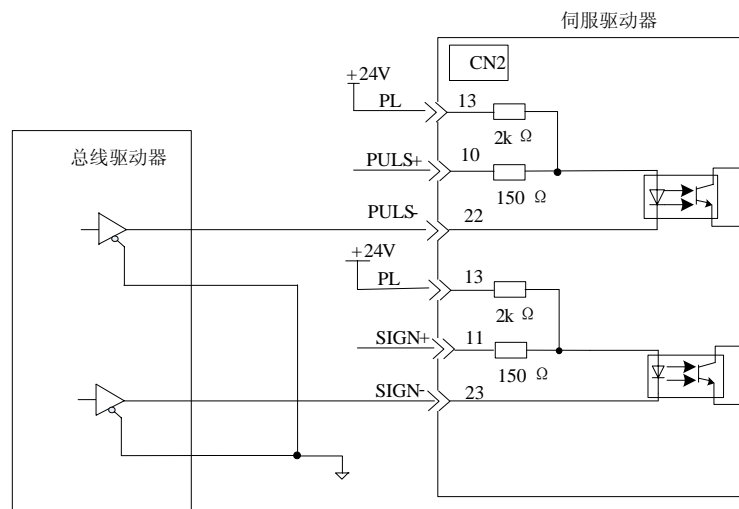 伺服驱动器
CN2
+24V
PL
13
2k Ω
总线驱动器
PULS+
10
150 Ω
PULS-
22
+24V
PL
13
2k Ω
SIGN+
11
150 Ω
SIGN-
23